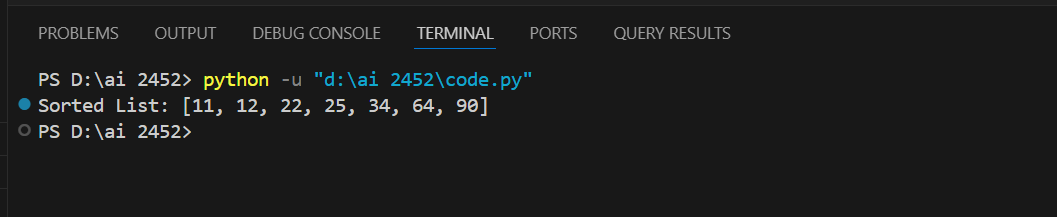 PROBLEMS OUTPUT DEBUG CONSOLE TERMINAL PORTS QUERY RESULTS
PS D:\ai 2452> python -u "d:\ai 2452\code.py"
Sorted List: [11, 12, 22, 25, 34, 64, 90]
PS D:\ai 2452>